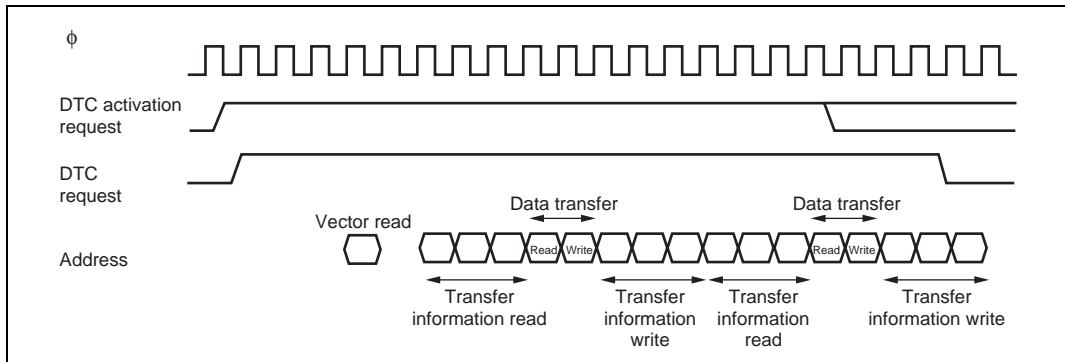 ϕ
DTC activation
request
DTC
request
Data transfer
Data transfer
Vector read
Read
Write
Read
Write
Address
Transfer
information read
Transfer
information
write
Transfer
information
read
Transfer
information write